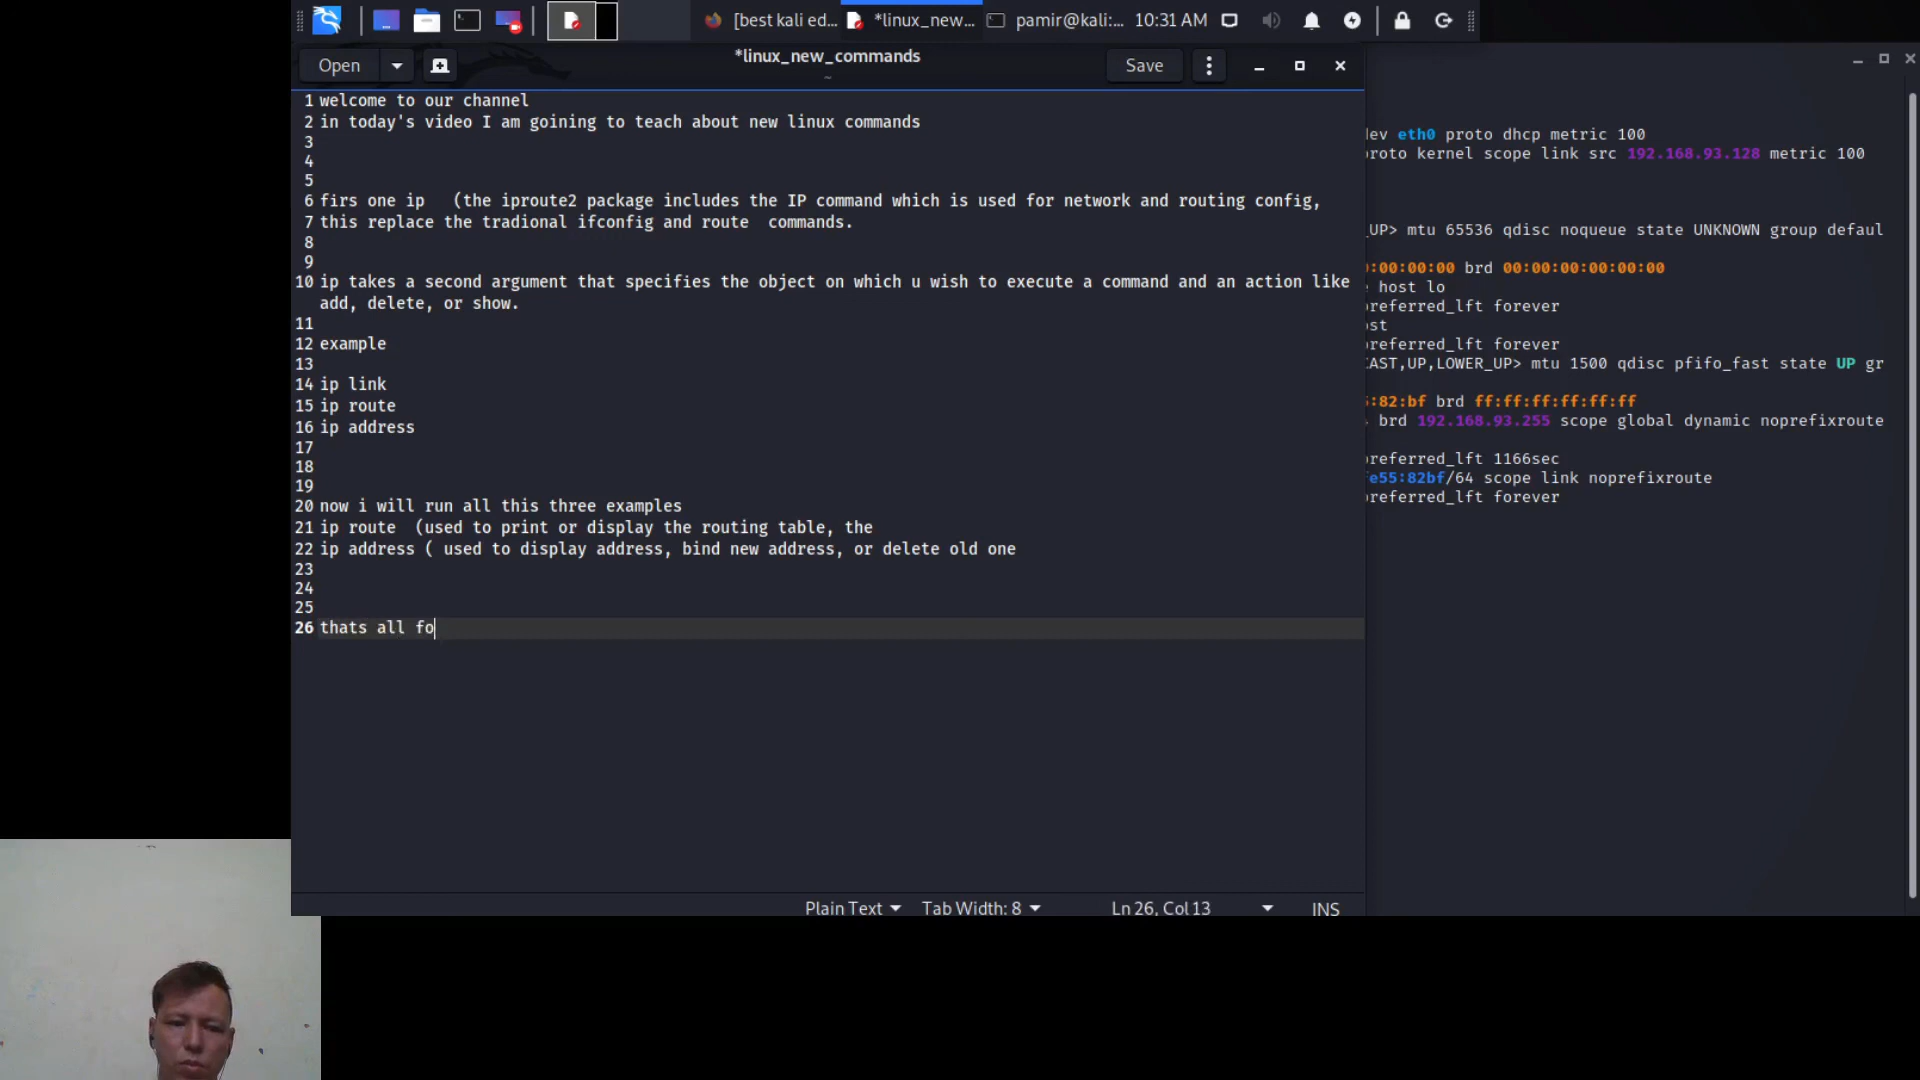 [best kali ed...
*linux_new...
pamir@kali:...
10:31 AM
Open
*linux_new_commands
~
Save
1 welcome to our channel
2 in today's video I am goining to teach about new linux commands
3
4
5
6 firs one ip   (the iproute2 package includes the IP command which is used for network and routing config,
7 this replace the tradional ifconfig and route  commands.
8
9
10 ip takes a second argument that specifies the object on which u wish to execute a command and an action like
add, delete, or show.
11
12 example
13
14 ip link
15 ip route
16 ip address
17
18
19
20 now i will run all this three examples
21 ip route  (used to print or display the routing table, the
22 ip address ( used to display address, bind new address, or delete old one
23
24
25
26 thats all fo
Plain Text
Tab Width: 8
Ln 26, Col 13
INS
dev eth0 proto dhcp metric 100
proto kernel scope link src 192.168.93.128 metric 100
_UP> mtu 65536 qdisc noqueue state UNKNOWN group defaul
:00:00:00 brd 00:00:00:00:00:00
host lo
preferred_lft forever
ost
preferred_lft forever
CAST,UP,LOWER_UP> mtu 1500 qdisc pfifo_fast state UP gr
:82:bf brd ff:ff:ff:ff:ff:ff
brd 192.168.93.255 scope global dynamic noprefixroute
preferred_lft 1166sec
fe55:82bf/64 scope link noprefixroute
preferred_lft forever